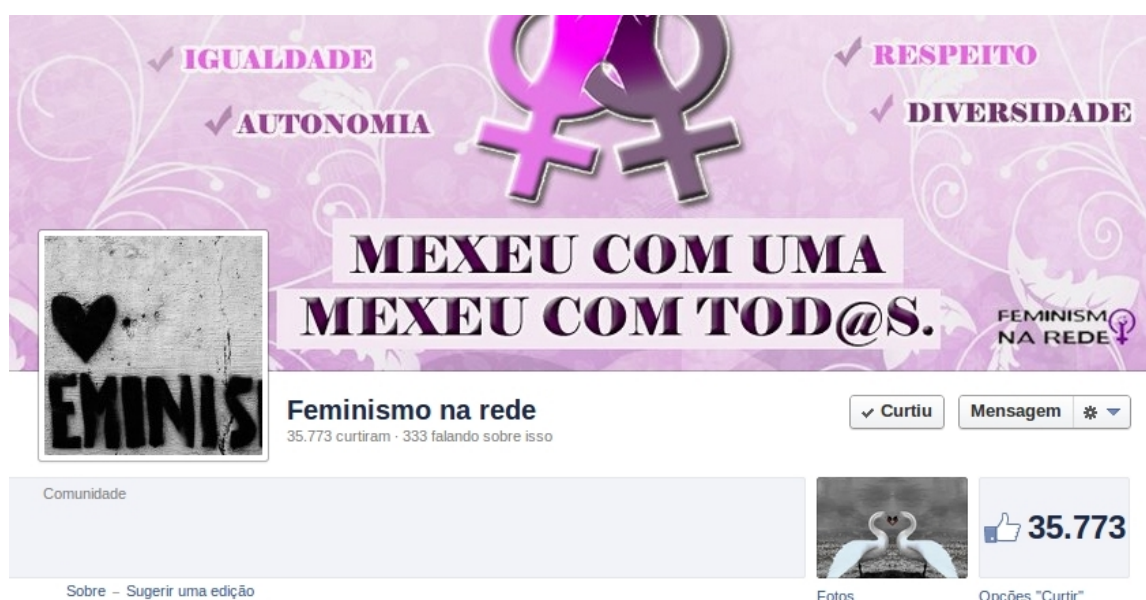 IGUALDADE
RESPEITO
AUTONOMIA
DIVERSIDADE
MEXEU COM UMA
MEXEU COM TOD@S.
FEMINISM
NA REDE
EMINIS
Feminismo na rede
35.773 curtiram · 333 falando sobre isso
Curtiu
Mensagem
Comunidade
35.773
Sobre – Sugerir uma edição
Fotos
Opções "Curtir"